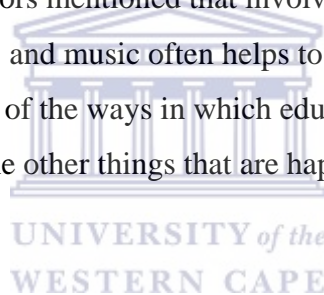 ors mentioned that involv
and music often helps to
of the ways in which edu
e other things that are hap
UNIVERSITY of the
WESTERN CAPE